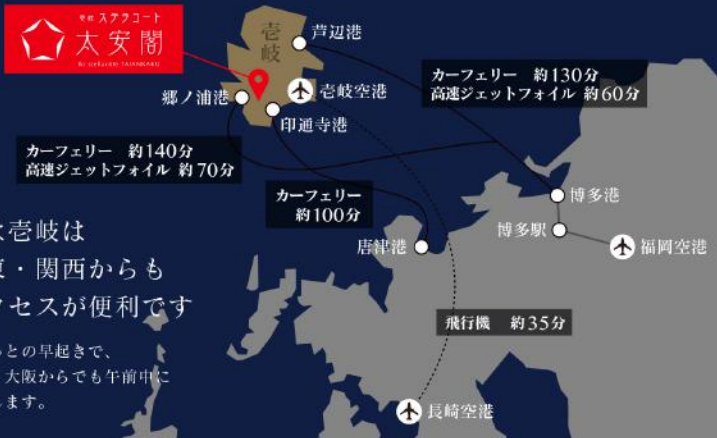 壱岐 ステラコート
太安閣
Iki Stellacourt TAIANKAKU
壱岐
芦辺港
カーフェリー 約130分
高速ジェットフォイル 約60分
壱岐空港
郷ノ浦港
印通寺港
カーフェリー 約140分
高速ジェットフォイル 約70分
カーフェリー
約100分
博多港
博多駅
福岡空港
唐津港
壱岐は
・関西からも
セスが便利です
との早起きで、
大阪からでも午前中に
ます。
飛行機 約35分
長崎空港